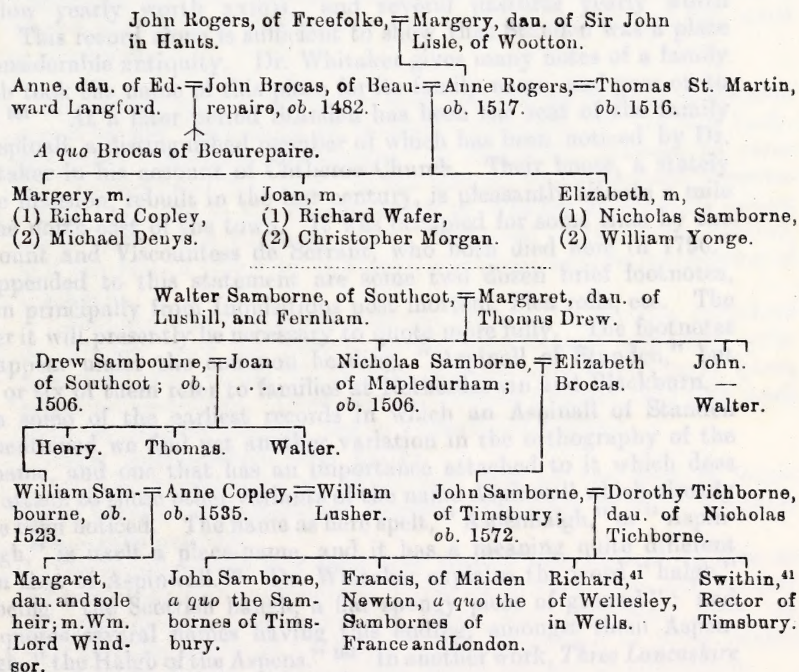 John Rogers, of Freefolke, = Margery, dau. of Sir John
in Hants. Lisle, of Wootton.
Anne, dau. of Ed- = John Brocas, of Beau- = Anne Rogers, = Thomas St. Martin,
ward Langford. repaire, ob. 1482. ob. 1517 ob. 1516.
A quo Brocas of Beaurepaire.
Margery, m. Joan, m. Elizabeth, m,
(1) Richard Copley, (1) Richard Wafer, (1) Nicholas Samborne,
(2) Michael Denys. (2) Christopher Morgan. (2) William Yonge.
Walter Samborne, of Southcot, = Margaret, dau. of
Lushill, and Fernham. Thomas Drew.
Drew Sambourne, = Joan Nicholas Samborne, = Elizabeth John.
of Southcot; ob. of Mapledurham; Brocas. —
1506. ob. 1506. Walter.
Henry. Thomas. Walter.
William Sam- = Anne Copley, = William John Samborne, = Dorothy Tichborne,
bourne, ob. ob. 1535. Lusher. of Timsbury; dau. of Nicholas
1523. ob. 1572. Tichborne.
Margaret, John Samborne, Francis, of Maiden Richard,41 Swithin,41
dau. and sole a quo the Sam- Newton, a quo the of Wellesley, Rector of
heir; m. Wm. bornes of Tims- Sambornes of in Wells. Timsbury.
Lord Wind- bury. France and London.
sor.